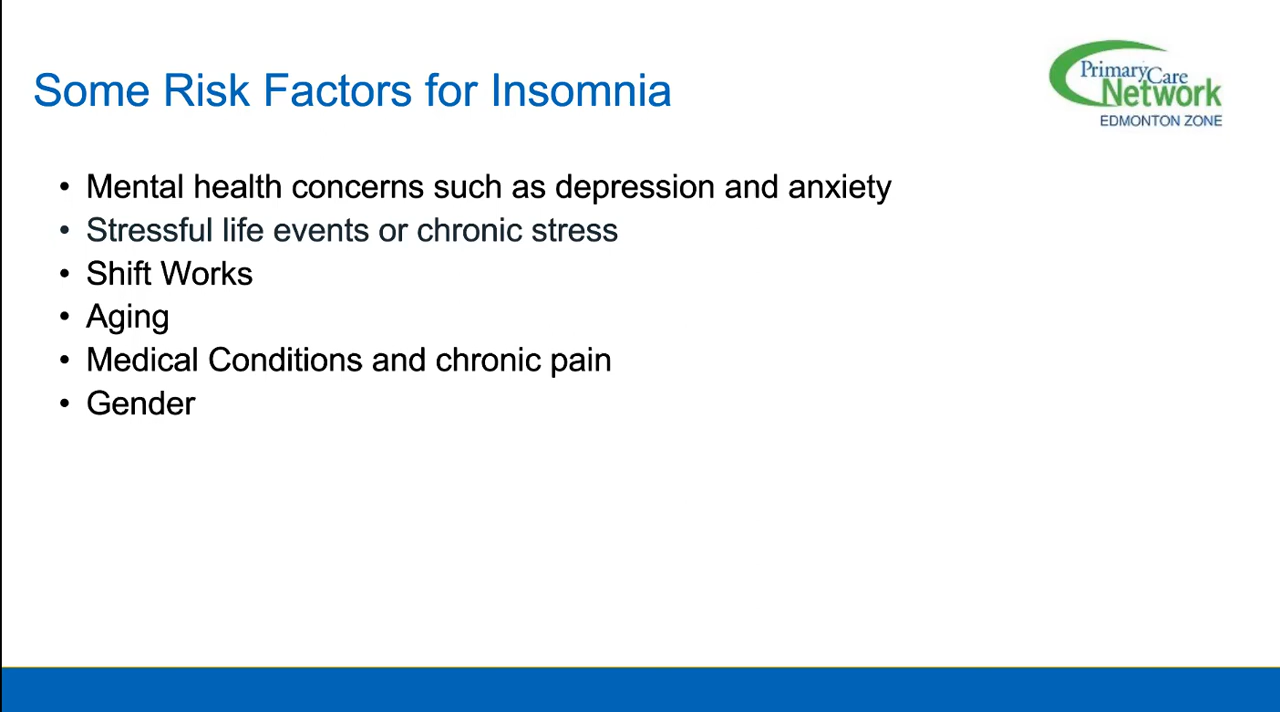 Some Risk Factors for Insomnia
Primary Care
Network
EDMONTON ZONE
• Mental health concerns such as depression and anxiety
• Stressful life events or chronic stress
• Shift Works
• Aging
• Medical Conditions and chronic pain
• Gender